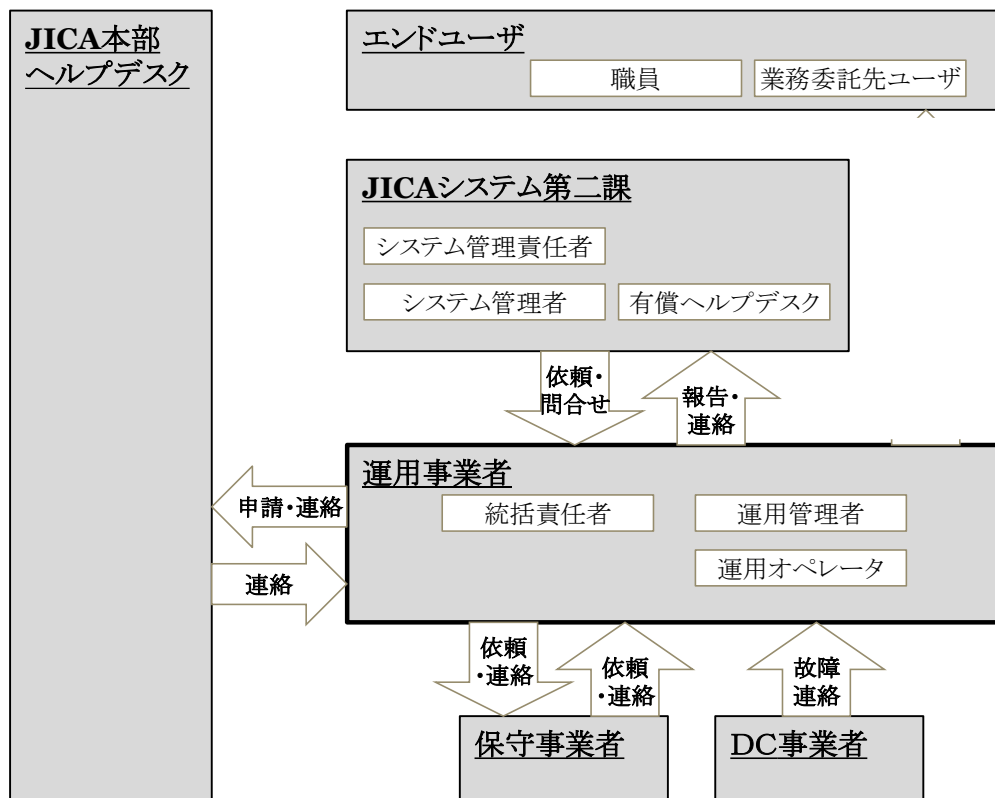 JICA本部
ヘルプデスク
エンドユーザ
職員
業務委託先ユーザ
JICAシステム第二課
システム管理責任者
システム管理者
有償ヘルプデスク
依頼・
問合せ
報告・
連絡
運用事業者
統括責任者
運用管理者
運用オペレータ
申請・連絡
連絡
依頼
・連絡
依頼
・連絡
故障
連絡
保守事業者
DC事業者